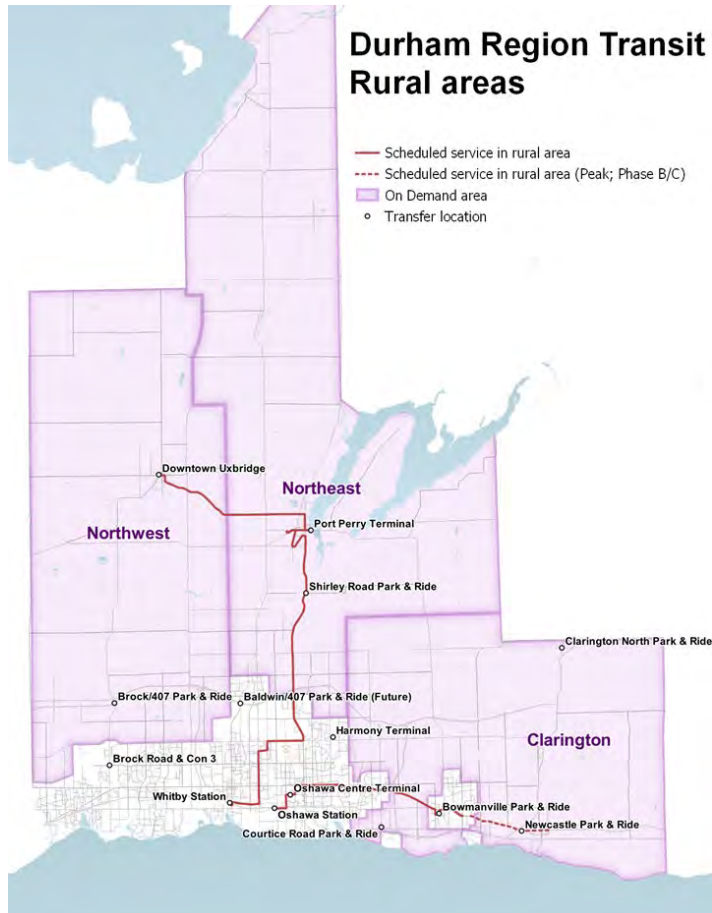 Durham Region Transit
Rural areas
Scheduled service in rural area
Scheduled service in rural area (Peak; Phase B/C)
On Demand area
Transfer location
Downtown Uxbridge
Northeast
Northwest
Port Perry Terminal
Shirley Road Park & Ride
Clarington North Park & Ride
Brock/407 Park & Ride
Baldwin/407 Park & Ride (Future)
Harmony Terminal
Clarington
Brock Road & Con 3
Oshawa Centre Terminal
Whitby Station
Oshawa Station
Bowmanville Park & Ride
Courtice Road Park & Ride
Newcastle Park & Ride